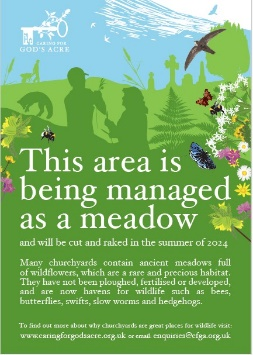 CARING FOR
GOD'S ACRE
This area is
being managed
as a meadow
and will be cut and raked in the summer of 2024
Many churchyards contain ancient meadows full
of wildflowers, which are a rare and precious habitat.
They have not been ploughed, fertilised or developed,
and are now havens for wildlife such as bees,
butterflies, swifts, slow worms and hedgehogs.
To find out more about why churchyards are great places for wildlife visit:
www.caringforgodsacre.org.uk or email enquiries@cfga.org.uk